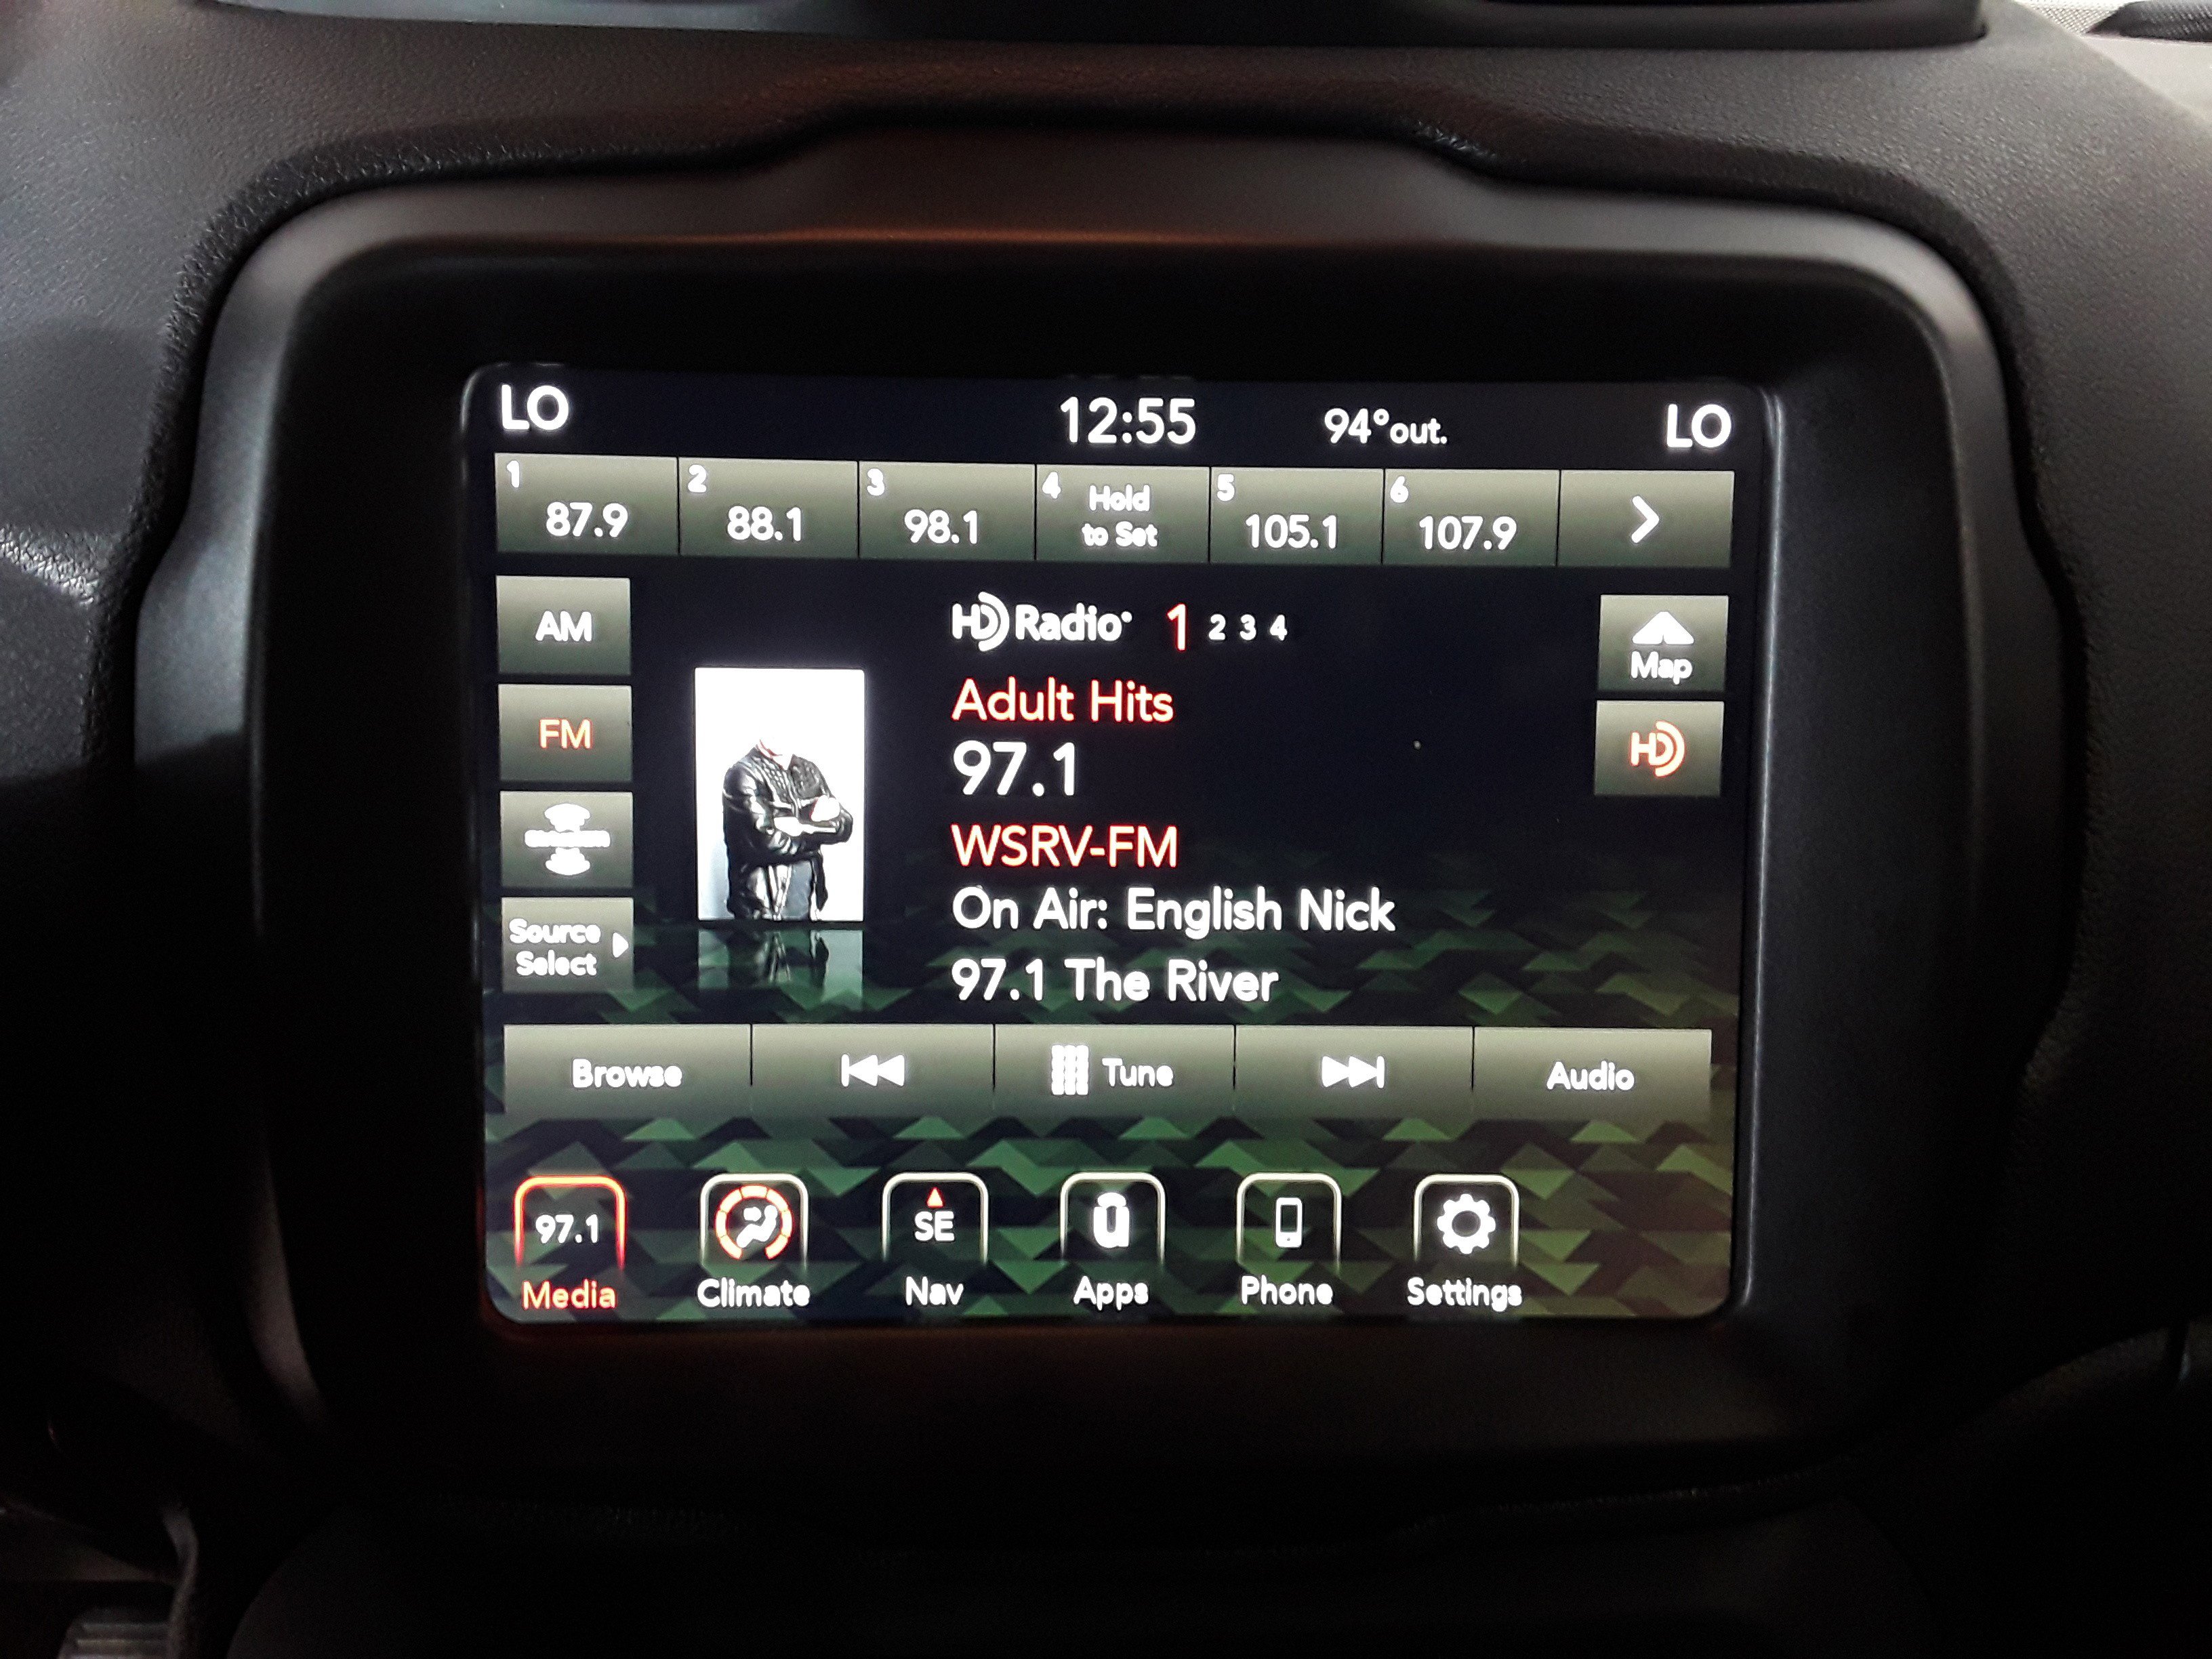 LO 12:55 94°out. LO
1 2 3 4 5 6
87.9 88.1 98.1 Hold to Set 105.1 107.9
AM
HD Radio 1 2 3 4
Map
Adult Hits
FM
97.1
HD
WSRV-FM
On Air: English Nick
Source
Select
97.1 The River
Browse Tune Audio
97.1 SE
Media Climate Nav Apps Phone Settings